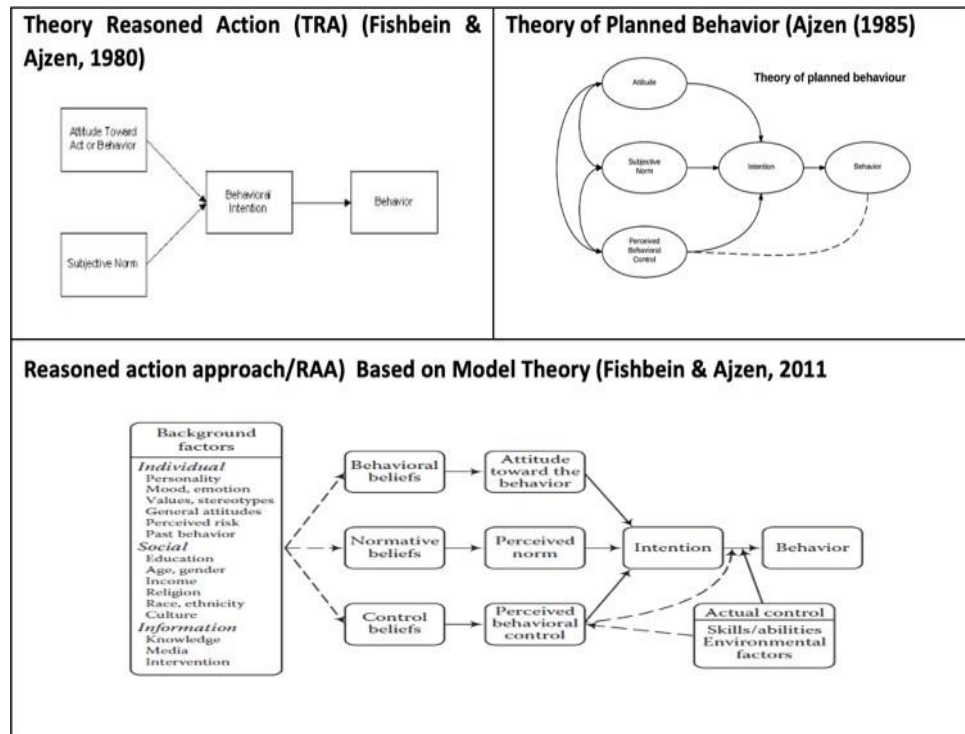 Theory Reasoned Action (TRA) (Fishbein &
Ajzen, 1980)
Attitude Toward
Act or Behavior
Subjective Norm
Behavioral
Intention
Behavior
Theory of Planned Behavior (Ajzen (1985)
Theory of planned behaviour
Attitude
Subjective
Norm
Perceived
Behavioral
Control
Intention
Behavior
Reasoned action approach/RAA) Based on Model Theory (Fishbein & Ajzen, 2011
Background
factors
Individual
Personality
Mood, emotion
Values, stereotypes
General attitudes
Perceived risk
Past behavior
Social
Education
Age, gender
Income
Religion
Race, ethnicity
Culture
Information
Knowledge
Media
Intervention
Behavioral
beliefs
Normative
beliefs
Control
beliefs
Attitude
toward the
behavior
Perceived
norm
Perceived
behavioral
control
Intention
Behavior
Actual control
Skills/abilities
Environmental
factors